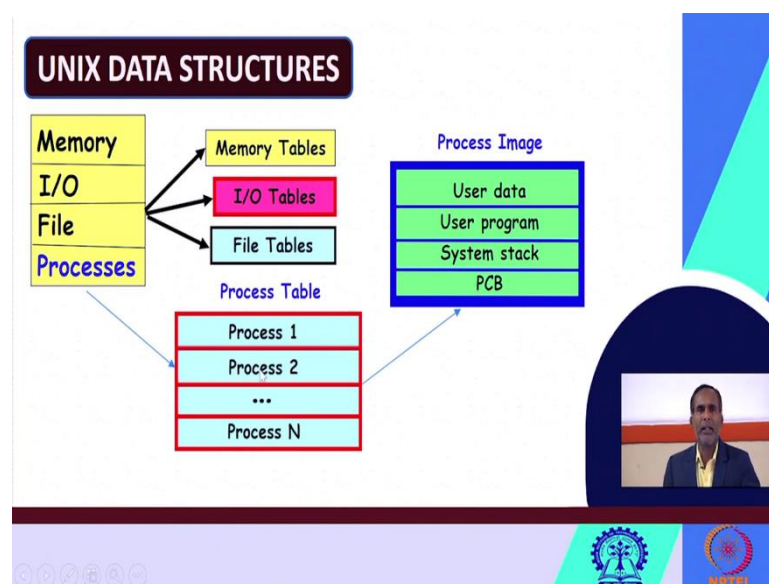 UNIX DATA STRUCTURES
Memory
I/O
File
Processes
Memory Tables
I/O Tables
File Tables
Process Table
Process 1
Process 2
...
Process N
Process Image
User data
User program
System stack
PCB
NPTEL